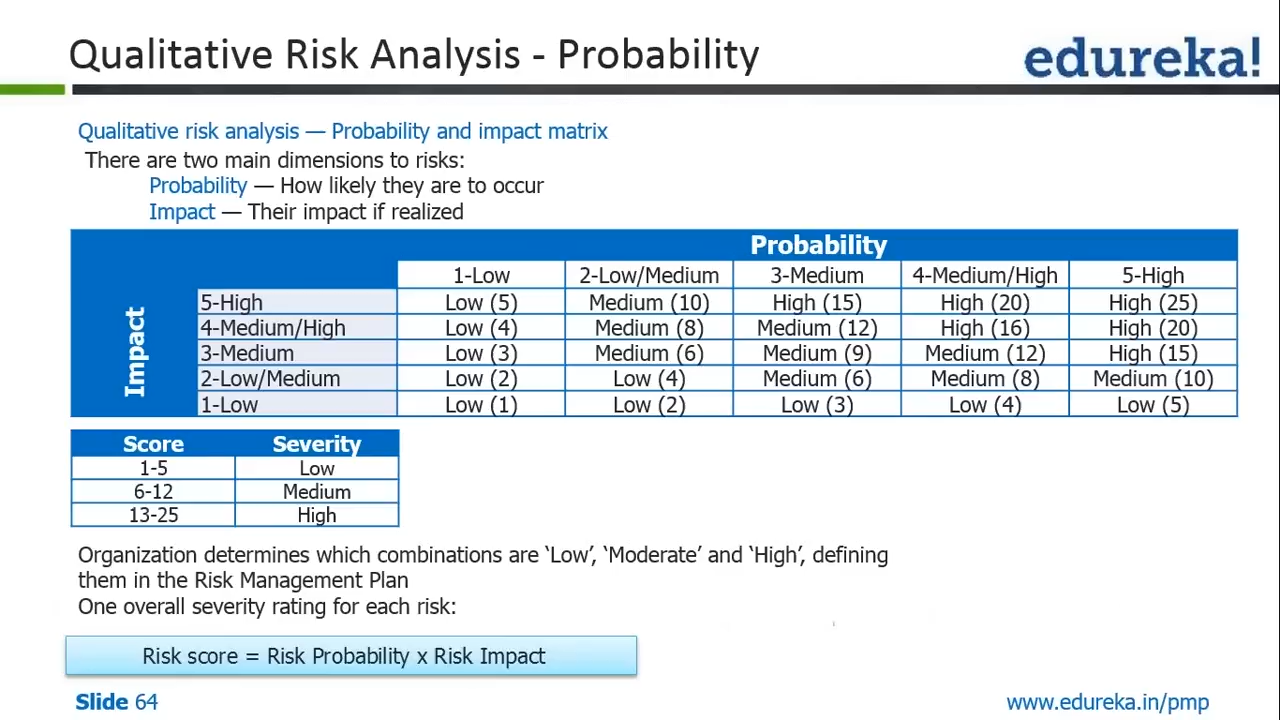 Qualitative Risk Analysis - Probability
edureka!
Qualitative risk analysis — Probability and impact matrix
There are two main dimensions to risks:
Probability — How likely they are to occur
Impact — Their impact if realized
Probability
1-Low 2-Low/Medium 3-Medium 4-Medium/High 5-High
Impact
5-High Low (5) Medium (10) High (15) High (20) High (25)
4-Medium/High Low (4) Medium (8) Medium (12) High (16) High (20)
3-Medium Low (3) Medium (6) Medium (9) Medium (12) High (15)
2-Low/Medium Low (2) Low (4) Medium (6) Medium (8) Medium (10)
1-Low Low (1) Low (2) Low (3) Low (4) Low (5)
Score Severity
1-5 Low
6-12 Medium
13-25 High
Organization determines which combinations are ‘Low’, ‘Moderate’ and ‘High’, defining
them in the Risk Management Plan
One overall severity rating for each risk:
Risk score = Risk Probability x Risk Impact
Slide 64
www.edureka.in/pmp